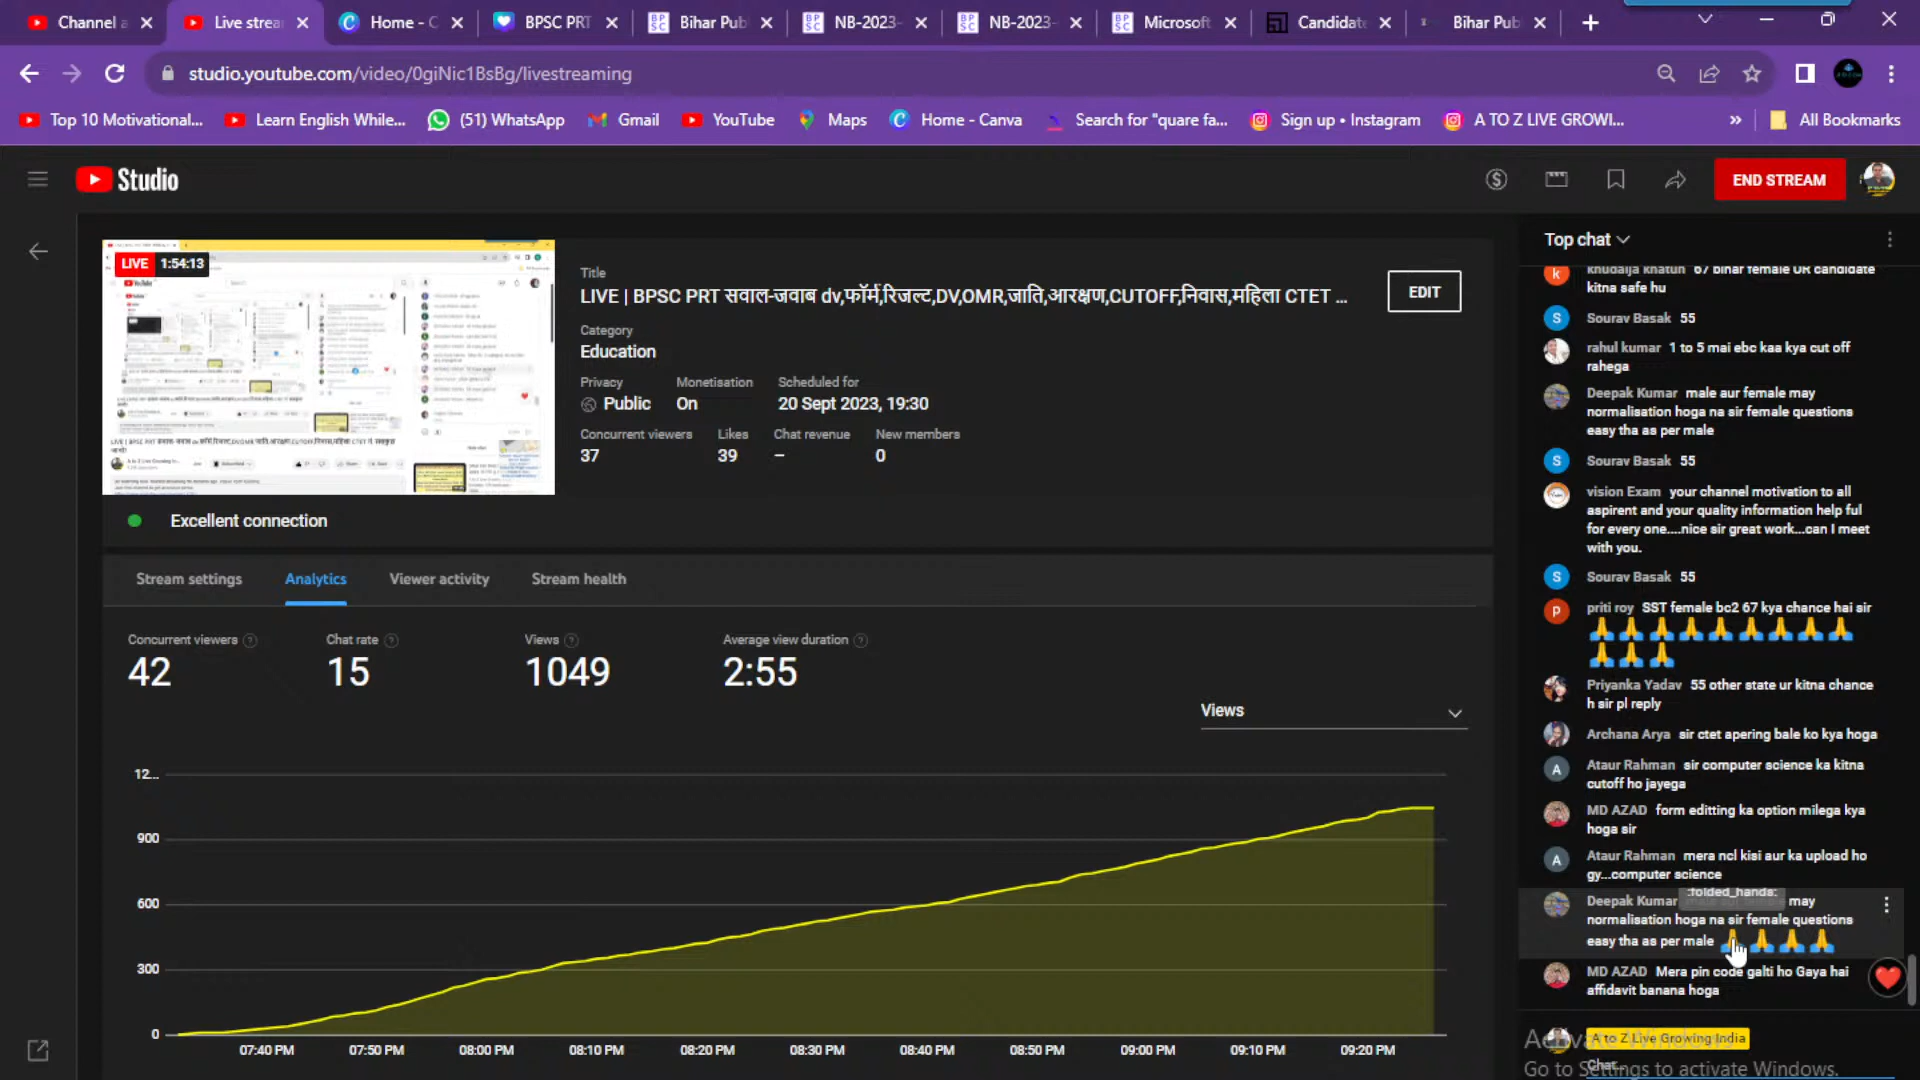 Channel a
Live strea
Home - C
BPSC PRT
Bihar Pub
NB-2023-
NB-2023-
Microsoft
Candidate
Bihar Pub
studio.youtube.com/video/0giNic1BsBg/livestreaming
Top 10 Motivational...
Learn English While...
(51) WhatsApp
Gmail
YouTube
Maps
Home - Canva
Search for "quare fa...
Sign up • Instagram
A TO Z LIVE GROWI...
»
All Bookmarks
Studio
END STREAM
LIVE 1:54:13
Title
LIVE | BPSC PRT सवाल-जवाब dv,फॉर्म,रिजल्ट,DV,OMR,जाति,आरक्षण,CUTOFF,निवास,महिला CTET ...
EDIT
Category
Education
Privacy Monetisation Scheduled for
Public On 20 Sept 2023, 19:30
Concurrent viewers Likes Chat revenue New members
37 39 – 0
Excellent connection
Stream settings Analytics Viewer activity Stream health
Concurrent viewers Chat rate Views Average view duration
42 15 1049 2:55
Views
12...
900
600
300
0
07:40 PM 07:50 PM 08:00 PM 08:10 PM 08:20 PM 08:30 PM 08:40 PM 08:50 PM 09:00 PM 09:10 PM 09:20 PM
Top chat
khudaija khatun 67 bihar female UR candidate
kitna safe hu
Sourav Basak 55
rahul kumar 1 to 5 mai ebc kaa kya cut off
rahega
Deepak Kumar male aur female may
normalisation hoga na sir female questions
easy tha as per male
Sourav Basak 55
vision Exam your channel motivation to all
aspirent and your quality information help ful
for every one....nice sir great work...can I meet
with you.
Sourav Basak 55
priti roy SST female bc2 67 kya chance hai sir
🙏🙏🙏🙏🙏🙏🙏🙏🙏
🙏🙏🙏
Priyanka Yadav 55 other state ur kitna chance
h sir pl reply
Archana Arya sir ctet apering bale ko kya hoga
Ataur Rahman sir computer science ka kitna
cutoff ho jayega
MD AZAD form editting ka option milega kya
hoga sir
Ataur Rahman mera ncl kisi aur ka upload ho
gy...computer science
:folded_hands:
Deepak Kumar may
normalisation hoga na sir female questions
easy tha as per male 🙏🙏🙏🙏
MD AZAD Mera pin code galti ho Gaya hai
affidavit banana hoga
A to Z Live Growing India
Chat...
Activate Windows
Go to Settings to activate Windows.